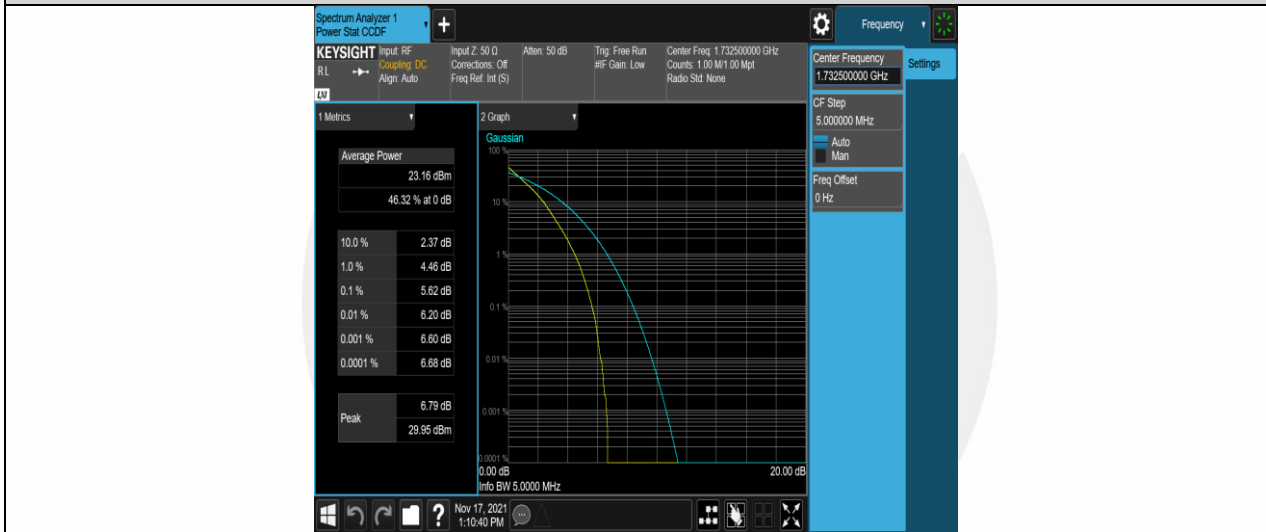 Spectrum Analyzer 1
Power Stat CCDF
+
Frequency
KEYSIGHT
Input: RF
Coupling: DC
Align: Auto
Input Z: 50 Ω
Corrections: Off
Freq Ref: Int (S)
Atten: 50 dB
Trig: Free Run
#IF Gain: Low
Center Freq: 1.732500000 GHz
Counts: 1.00 M/1.00 Mpt
Radio Std: None
R L
LXI
Center Frequency
1.732500000 GHz
Settings
CF Step
5.000000 MHz
Auto
Man
Freq Offset
0 Hz
1 Metrics
Average Power
23.16 dBm
46.32 % at 0 dB
10.0 % 2.37 dB
1.0 % 4.46 dB
0.1 % 5.62 dB
0.01 % 6.20 dB
0.001 % 6.60 dB
0.0001 % 6.68 dB
Peak
6.79 dB
29.95 dBm
2 Graph
Gaussian
100 %
10 %
1 %
0.1 %
0.01 %
0.001 %
0.0001 %
0.00 dB 20.00 dB
Info BW 5.0000 MHz
?
Nov 17, 2021
1:10:40 PM